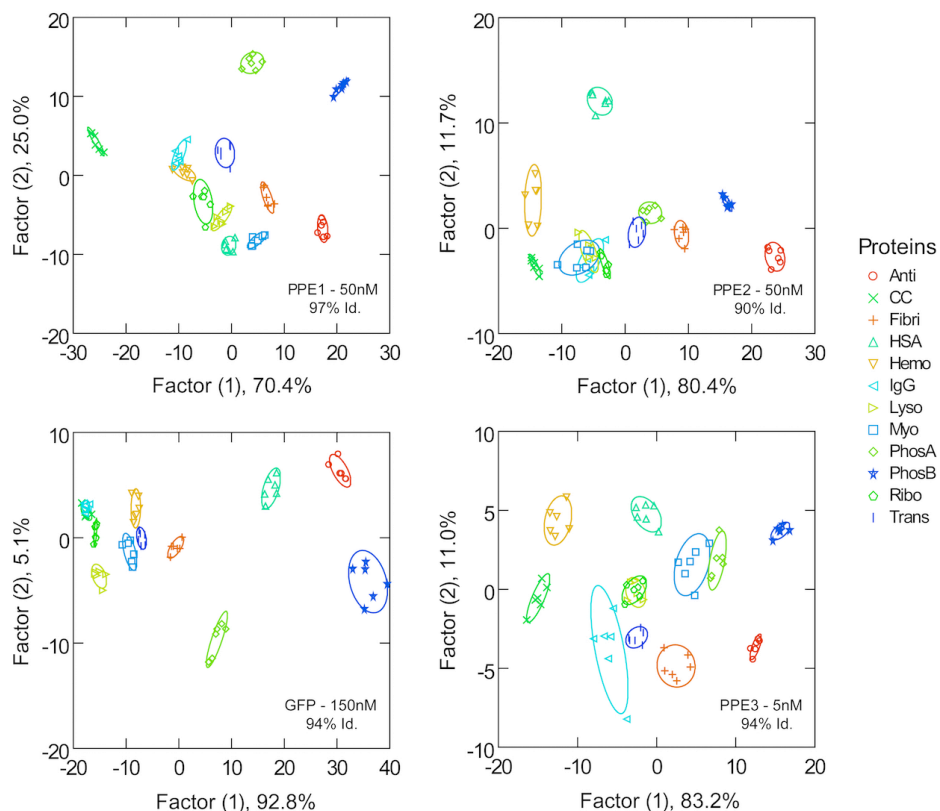 20
10
0
-10
-20
Factor (2), 25.0%
-30 -20 -10 0 10 20 30
Factor (1), 70.4%
PPE1 - 50nM
97% Id.
20
10
0
-10
Factor (2), 11.7%
-20 -10 0 10 20 30
Factor (1), 80.4%
PPE2 - 50nM
90% Id.
Proteins
Anti
CC
Fibri
HSA
Hemo
IgG
Lyso
Myo
PhosA
PhosB
Ribo
Trans
10
0
-10
-20
Factor (2), 5.1%
-20 -10 0 10 20 30 40
Factor (1), 92.8%
GFP - 150nM
94% Id.
10
5
0
-5
-10
Factor (2), 11.0%
-20 -10 0 10 20
Factor (1), 83.2%
PPE3 - 5nM
94% Id.